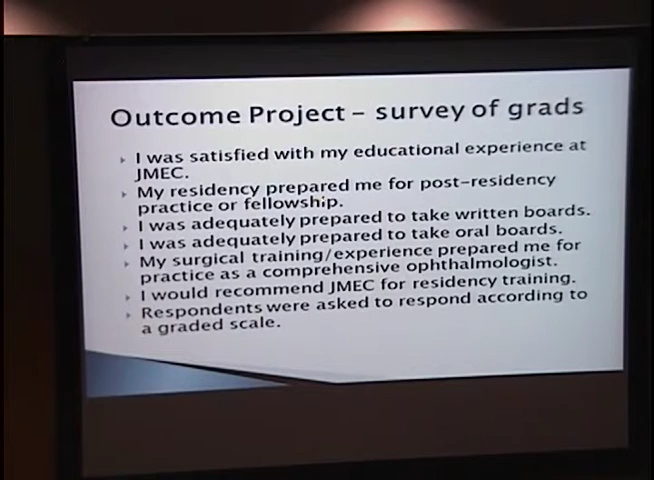 Outcome Project – survey of grads
I was satisfied with my educational experience at
JMEC.
My residency prepared me for post-residency
practice or fellowship.
I was adequately prepared to take written boards.
I was adequately prepared to take oral boards.
My surgical training/experience prepared me for
practice as a comprehensive ophthalmologist.
I would recommend JMEC for residency training.
Respondents were asked to respond according to
a graded scale.